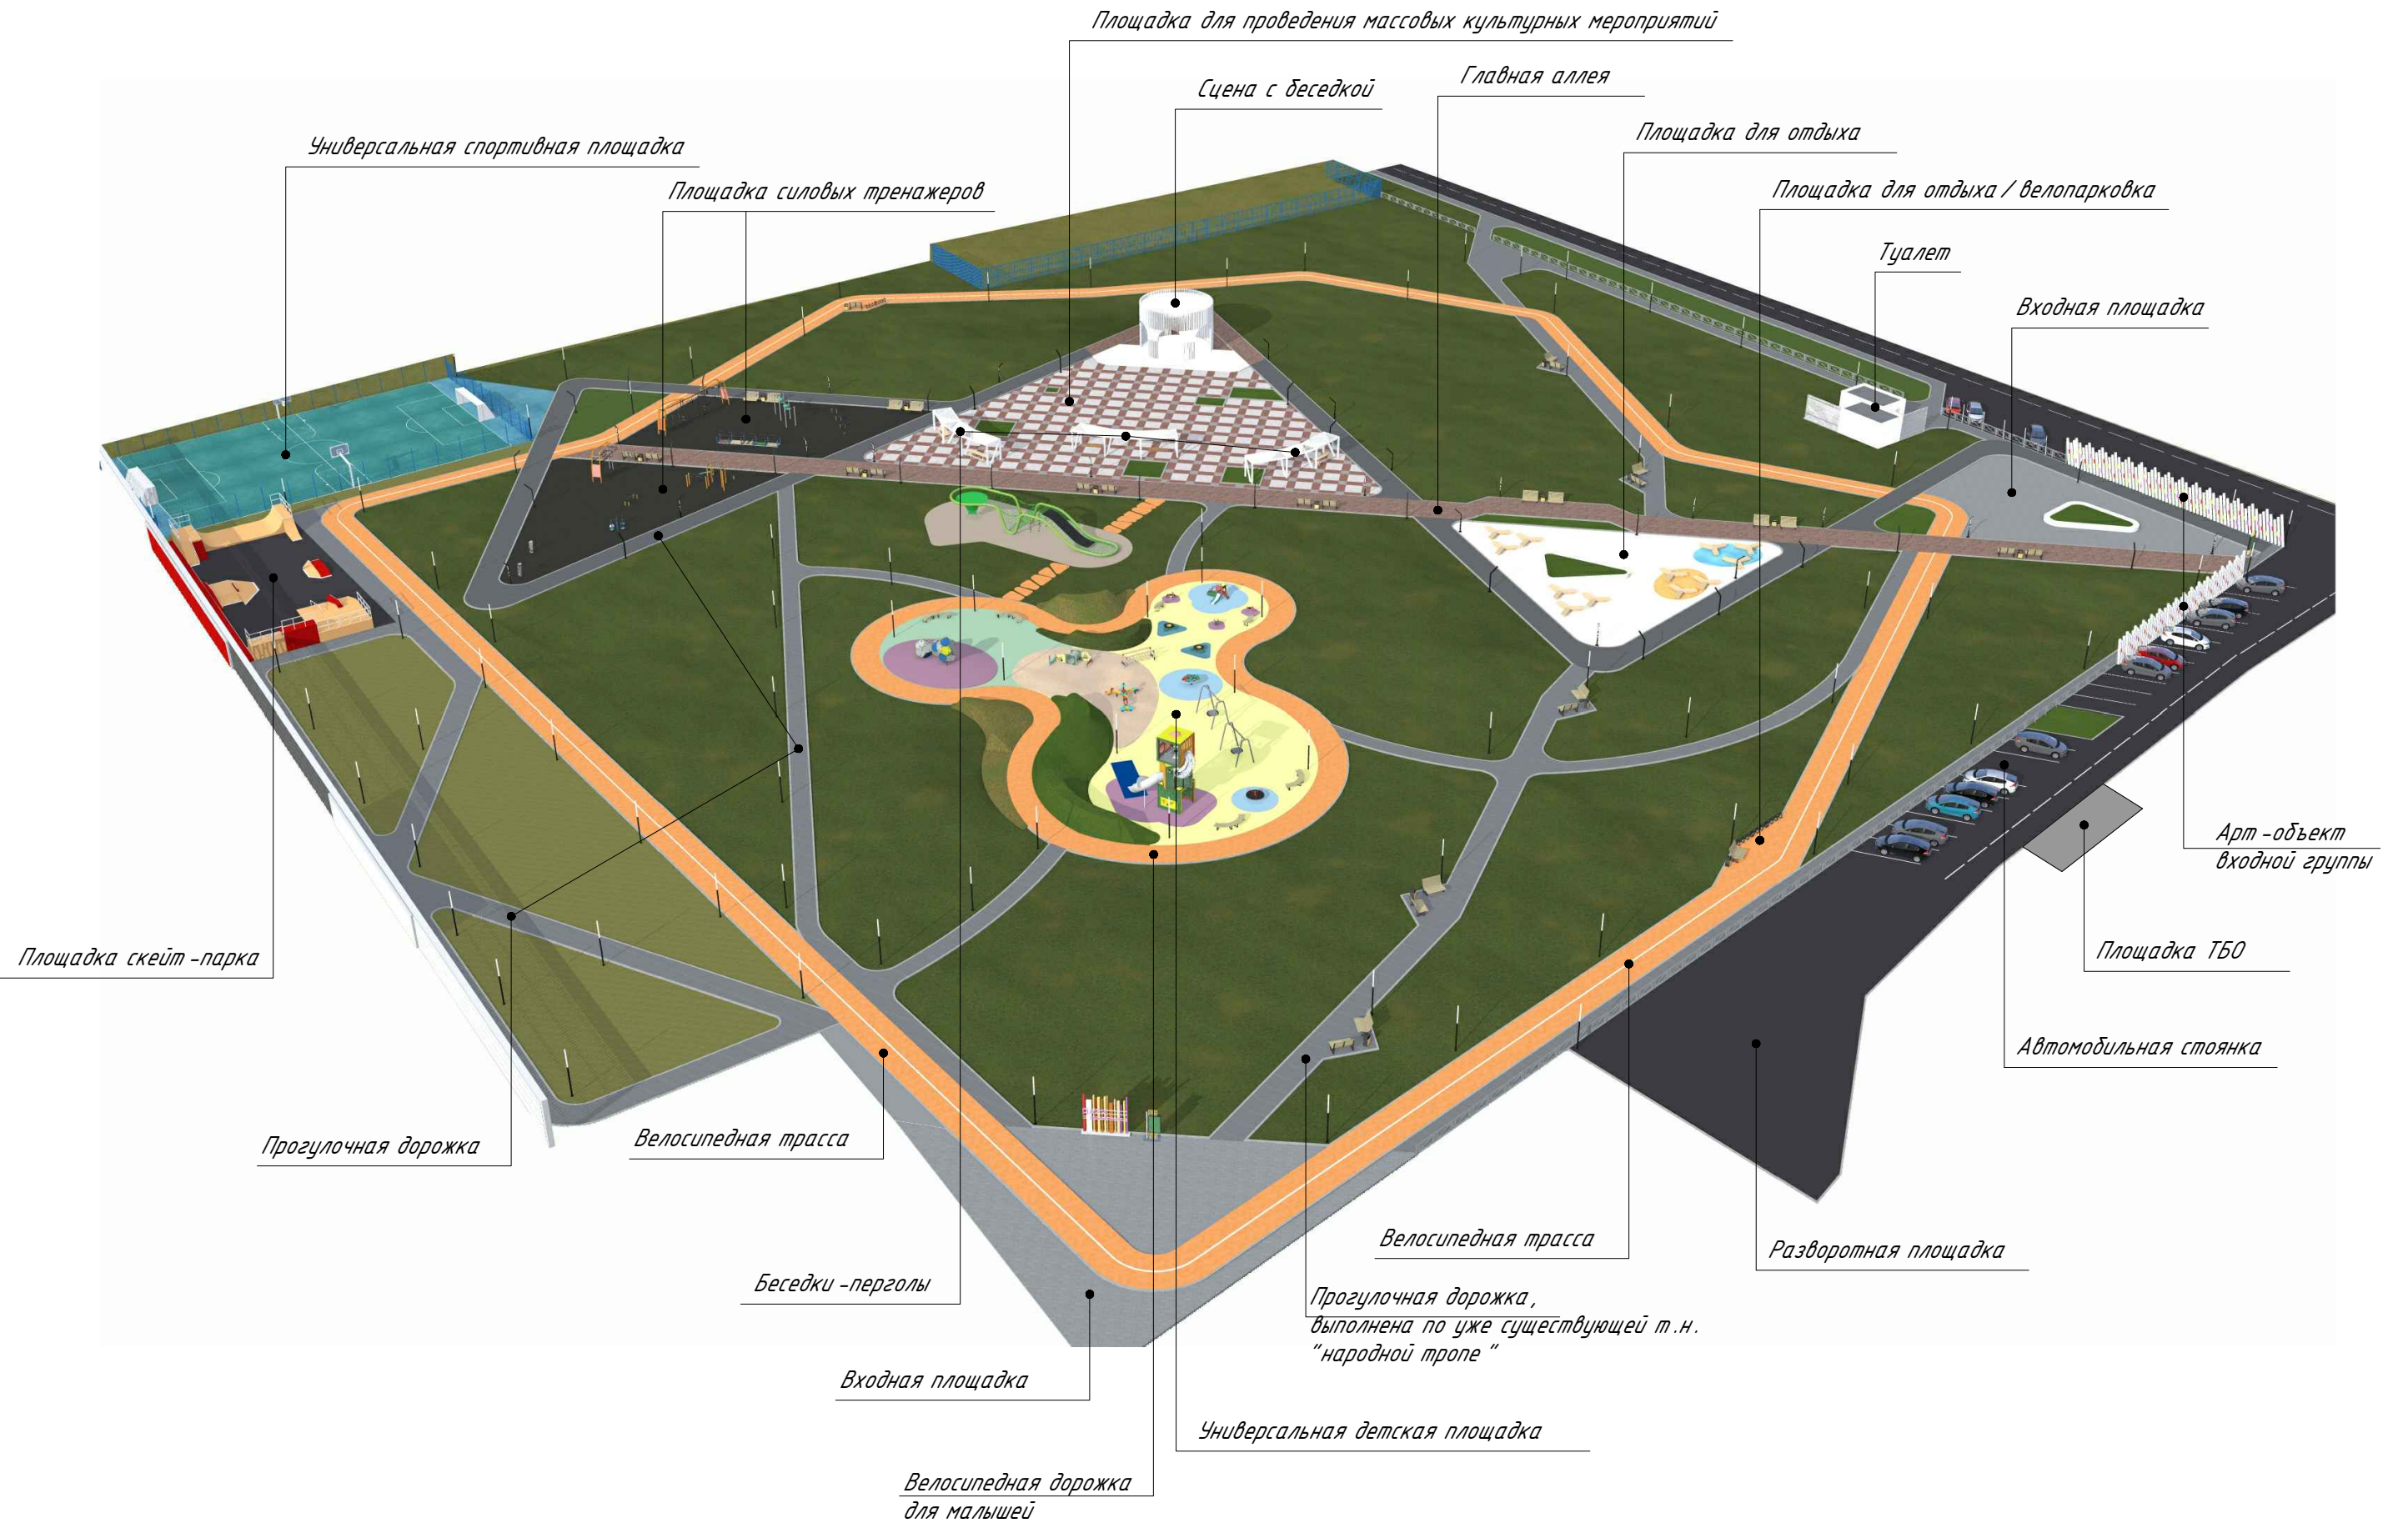 Площадка для проведения массовых культурных мероприятий
Главная аллея
Сцена с беседкой
Площадка для отдыха
Универсальная спортивная площадка
Площадка силовых тренажеров
Площадка для отдыха / велопарковка
Туалет
Входная площадка
Арт -объект
входной группы
Площадка ТБО
Площадка скейт -парка
Автомобильная стоянка
Прогулочная дорожка
Велосипедная трасса
Велосипедная трасса
Разворотная площадка
Беседки -перголы
Прогулочная дорожка,
выполнена по уже существующей т.н.
"народной тропе "
Входная площадка
Универсальная детская площадка
Велосипедная дорожка
для малышей